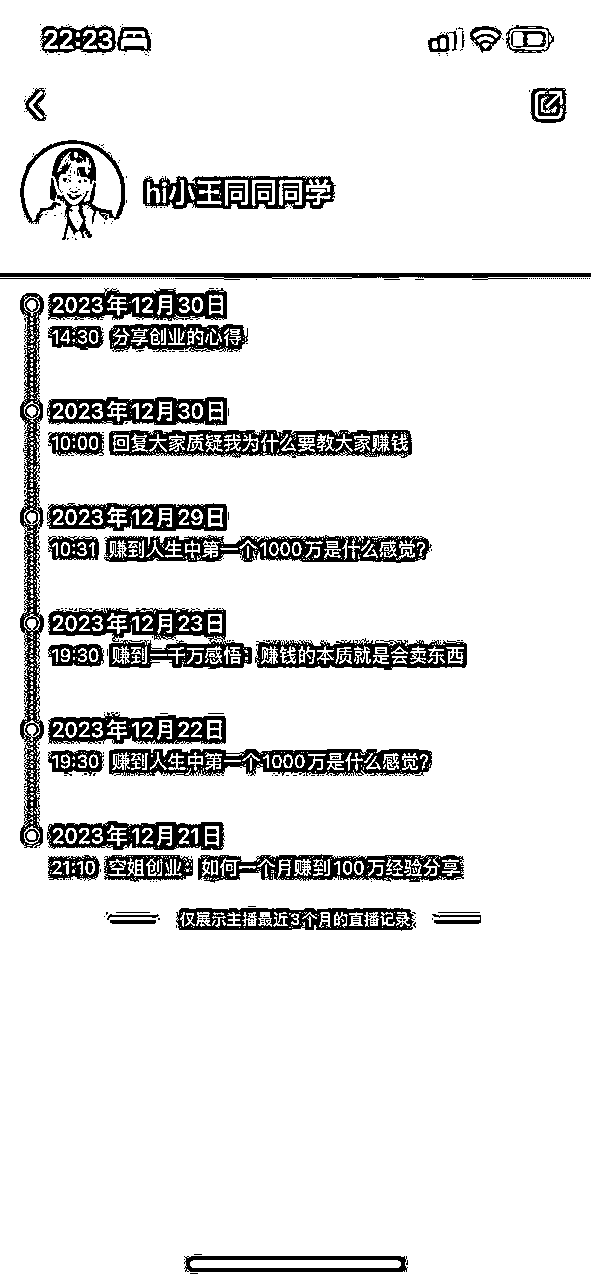 22:23
hi小王同同同学
2023年12月30日
14:30 分享创业的心得
2023年12月30日
10:00 回复大家质疑我为什么要教大家赚钱
2023年12月29日
10:31 赚到人生中第一个1000万是什么感觉?
2023年12月23日
19:30 赚到一千万感悟：赚钱的本质就是会卖东西
2023年12月22日
19:30 赚到人生中第一个1000万是什么感觉?
2023年12月21日
21:10 空姐创业：如何一个月赚到100万经验分享
仅展示主播最近3个月的直播记录